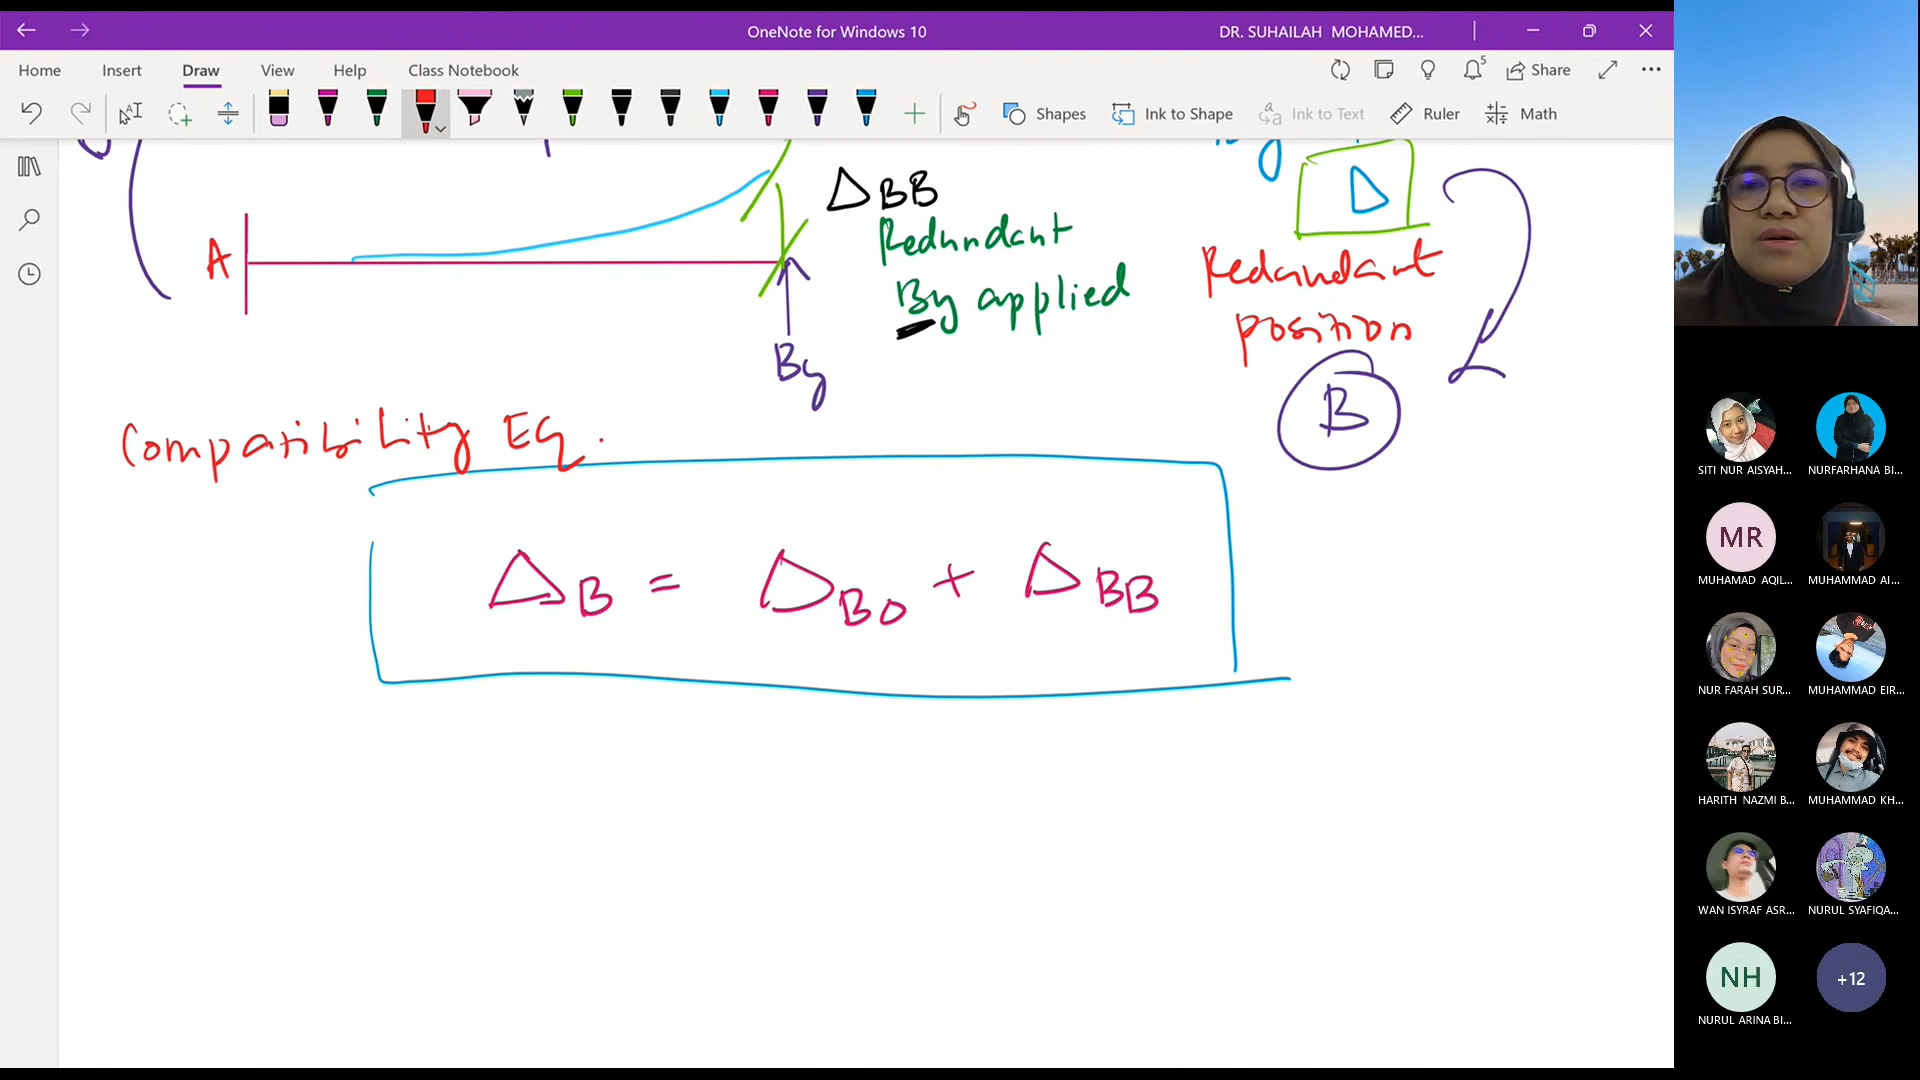 OneNote for Windows 10
DR. SUHAILAH MOHAMED...
Home Insert Draw View Help Class Notebook
5
Share
Shapes Ink to Shape Ink to Text Ruler Math
ΔBB
Redundant
By applied
A
By
Δ
Redundant
position
B
Compatibility Eq.
ΔB = ΔBO + ΔBB
SITI NUR AISYAH... NURFARHANA BI...
MR
MUHAMAD AQIL... MUHAMMAD AI...
NUR FARAH SUR... MUHAMMAD EIR...
HARITH NAZMI B... MUHAMMAD KH...
WAN ISYRAF ASR... NURUL SYAFIQA...
NH +12
NURUL ARINA BI...